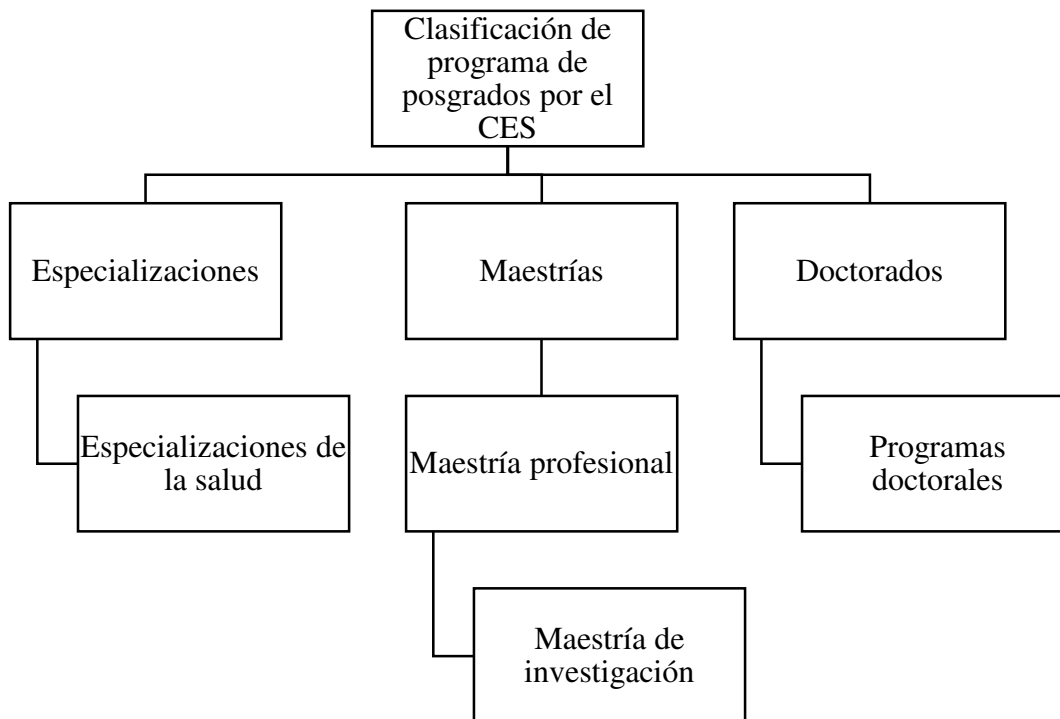 Clasificación de
programa de
posgrados por el
CES
Especializaciones
Maestrías
Doctorados
Especializaciones de
la salud
Maestría profesional
Programas
doctorales
Maestría de
investigación